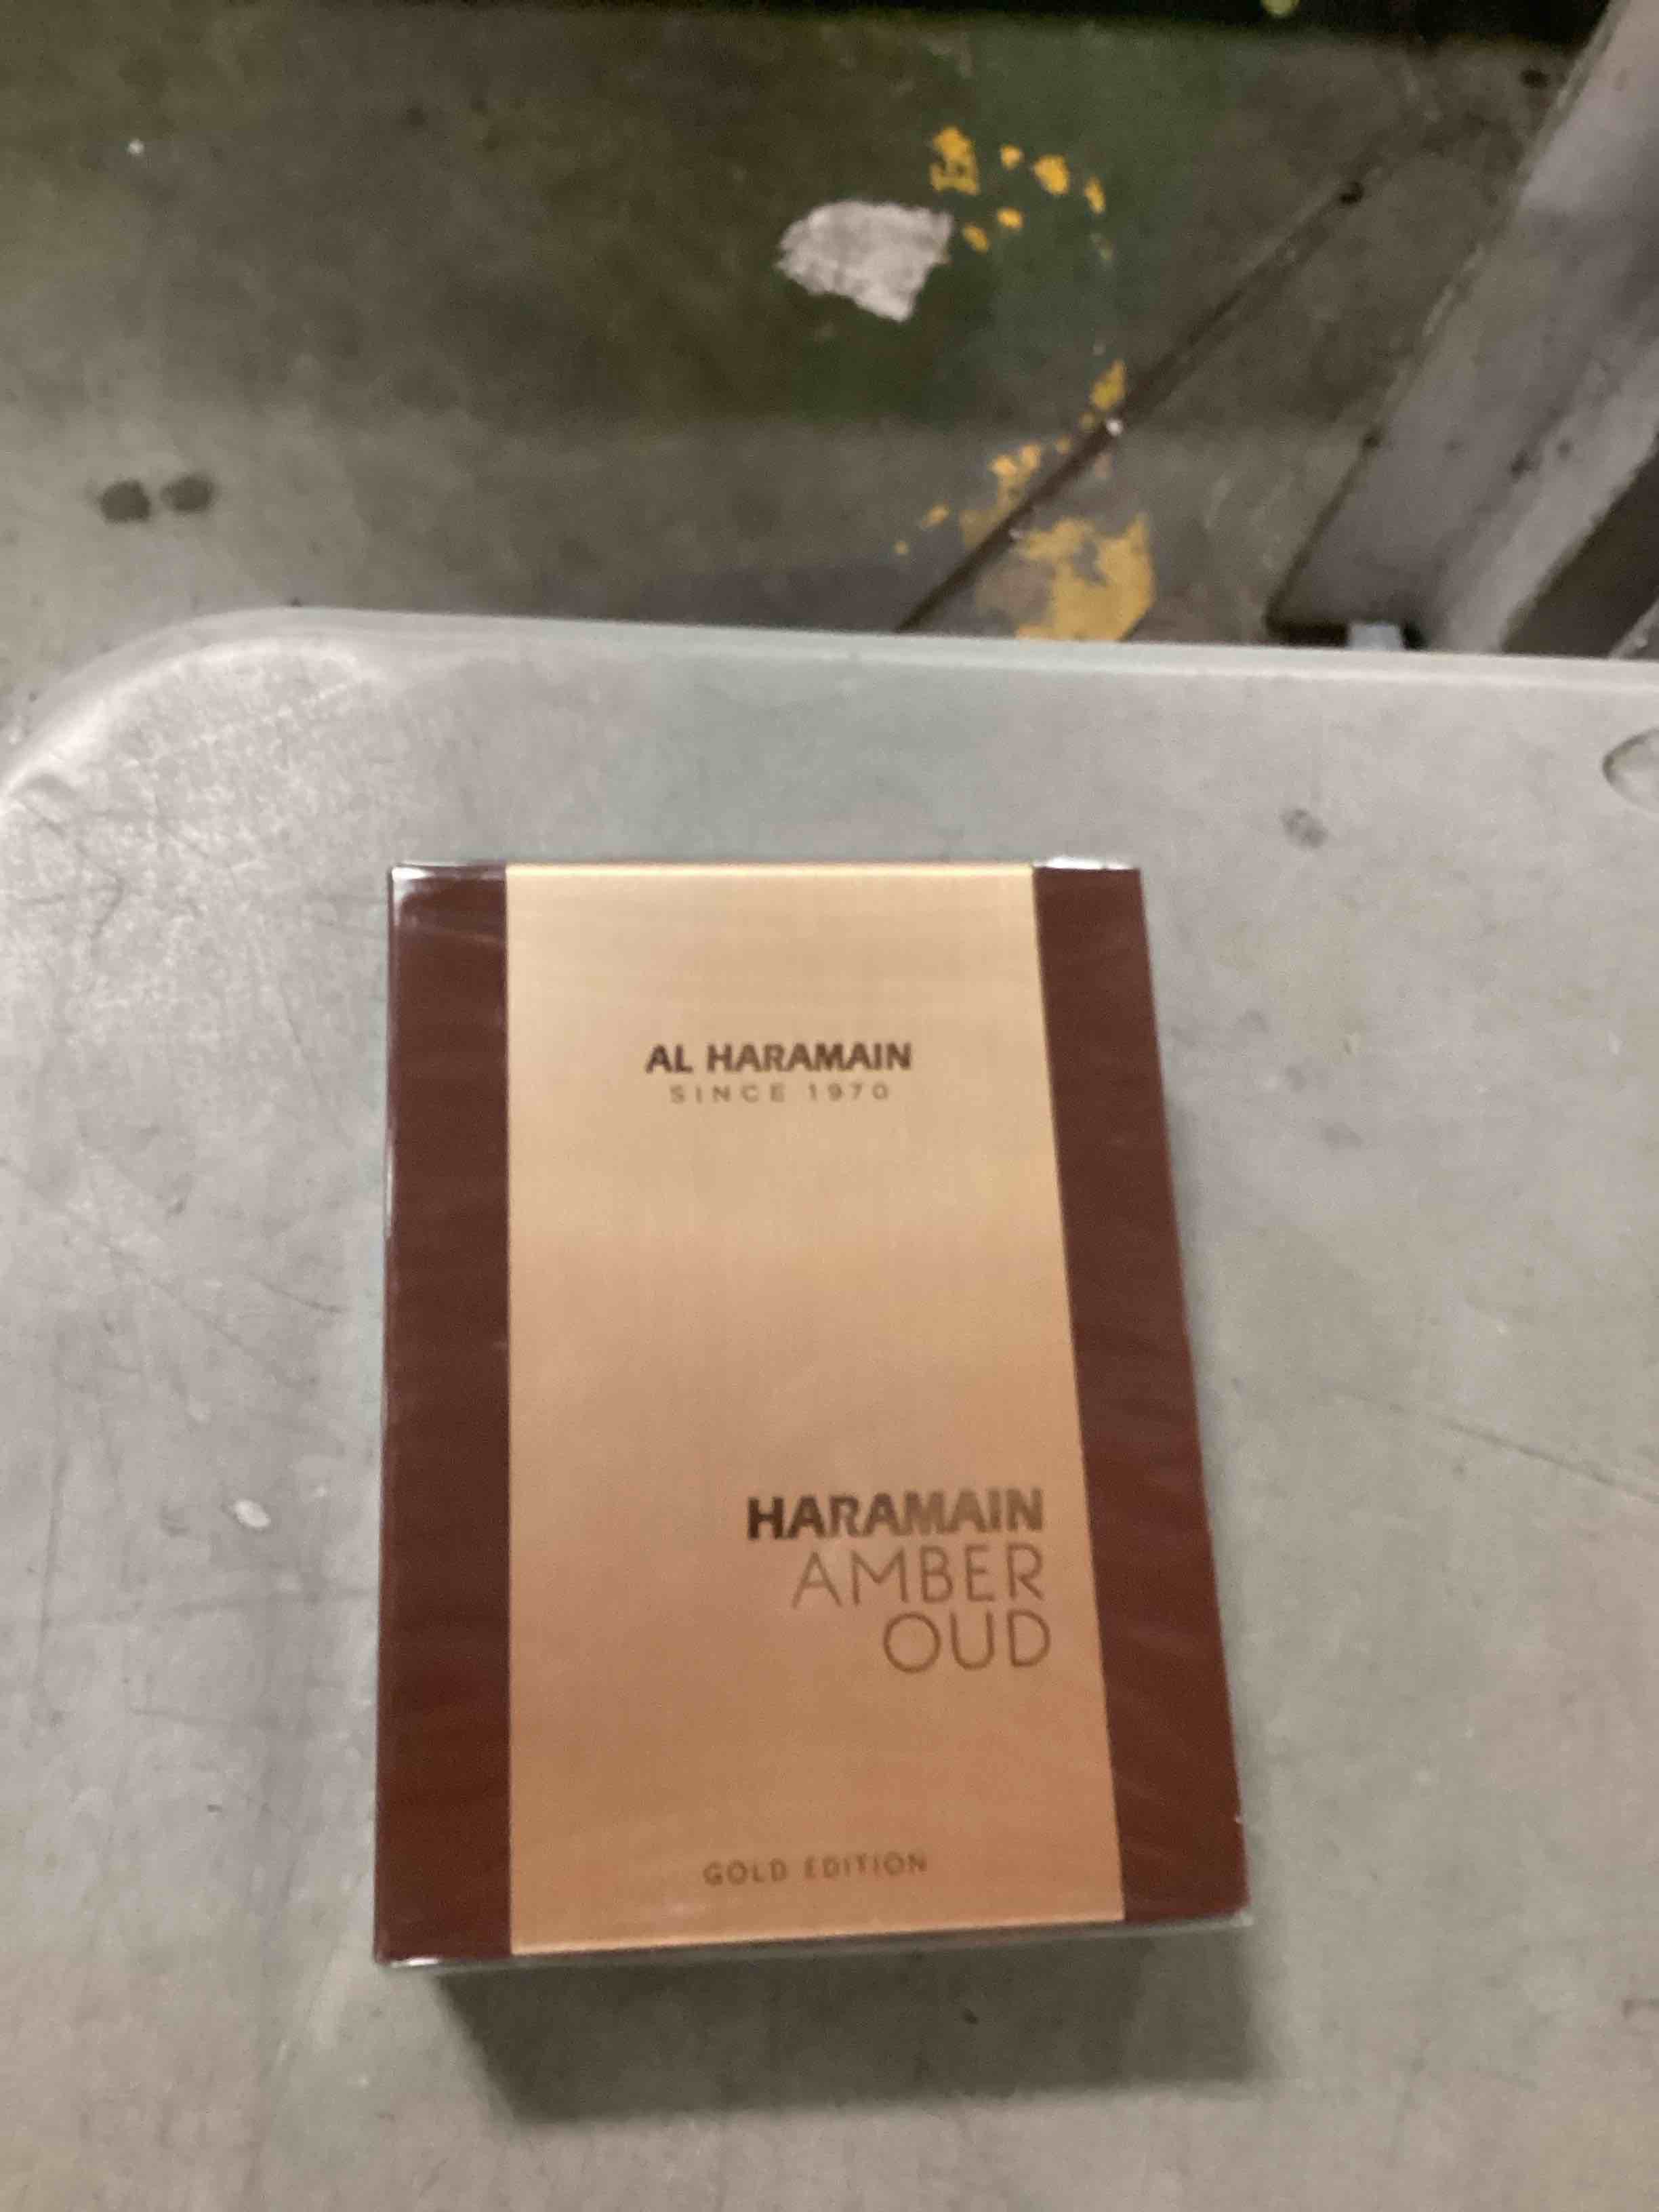 AL HARAMAIN
SINCE 1970
HARAMAIN
AMBER
OUD
GOLD EDITION